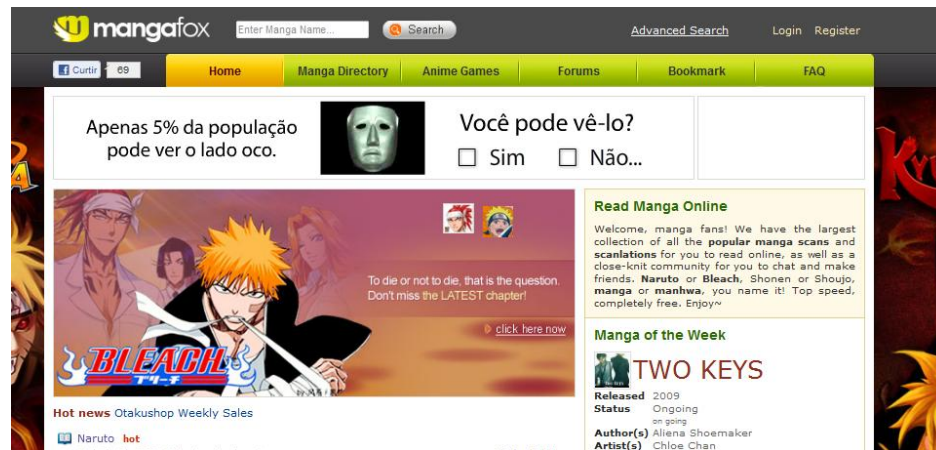 mangafox
Enter Manga Name...
Search
Advanced Search
Login Register
Curtir 69
Home
Manga Directory
Anime Games
Forums
Bookmark
FAQ
Apenas 5% da população
pode ver o lado oco.
Você pode vê-lo?
Sim Não...
To die or not to die, that is the question.
Don't miss the LATEST chapter!
click here now
BLEACH
ブリーチ
Hot news Otakushop Weekly Sales
Naruto hot
Read Manga Online
Welcome, manga fans! We have the largest
collection of all the popular manga scans and
scanlations for you to read online, as well as a
close-knit community for you to chat and make
friends. Naruto or Bleach, Shonen or Shoujo,
manga or manhwa, you name it! Top speed,
completely free. Enjoy~
Manga of the Week
TWO KEYS
Released 2009
Status Ongoing
on going
Author(s) Aliena Shoemaker
Artist(s) Chloe Chan